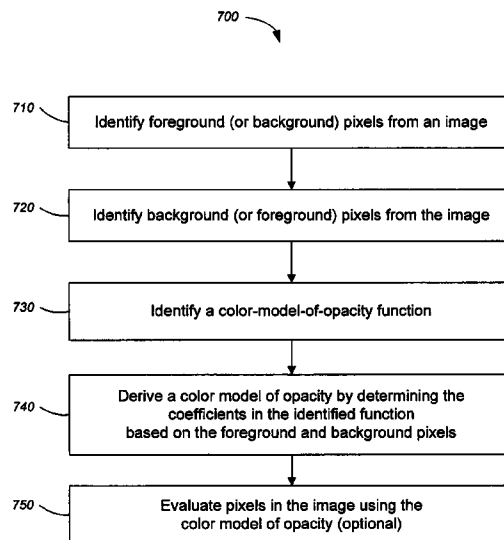 700
710
Identify foreground (or background) pixels from an image
720
Identify background (or foreground) pixels from the image
730
Identify a color-model-of-opacity function
740
Derive a color model of opacity by determining the
coefficients in the identified function
based on the foreground and background pixels
750
Evaluate pixels in the image using the
color model of opacity (optional)